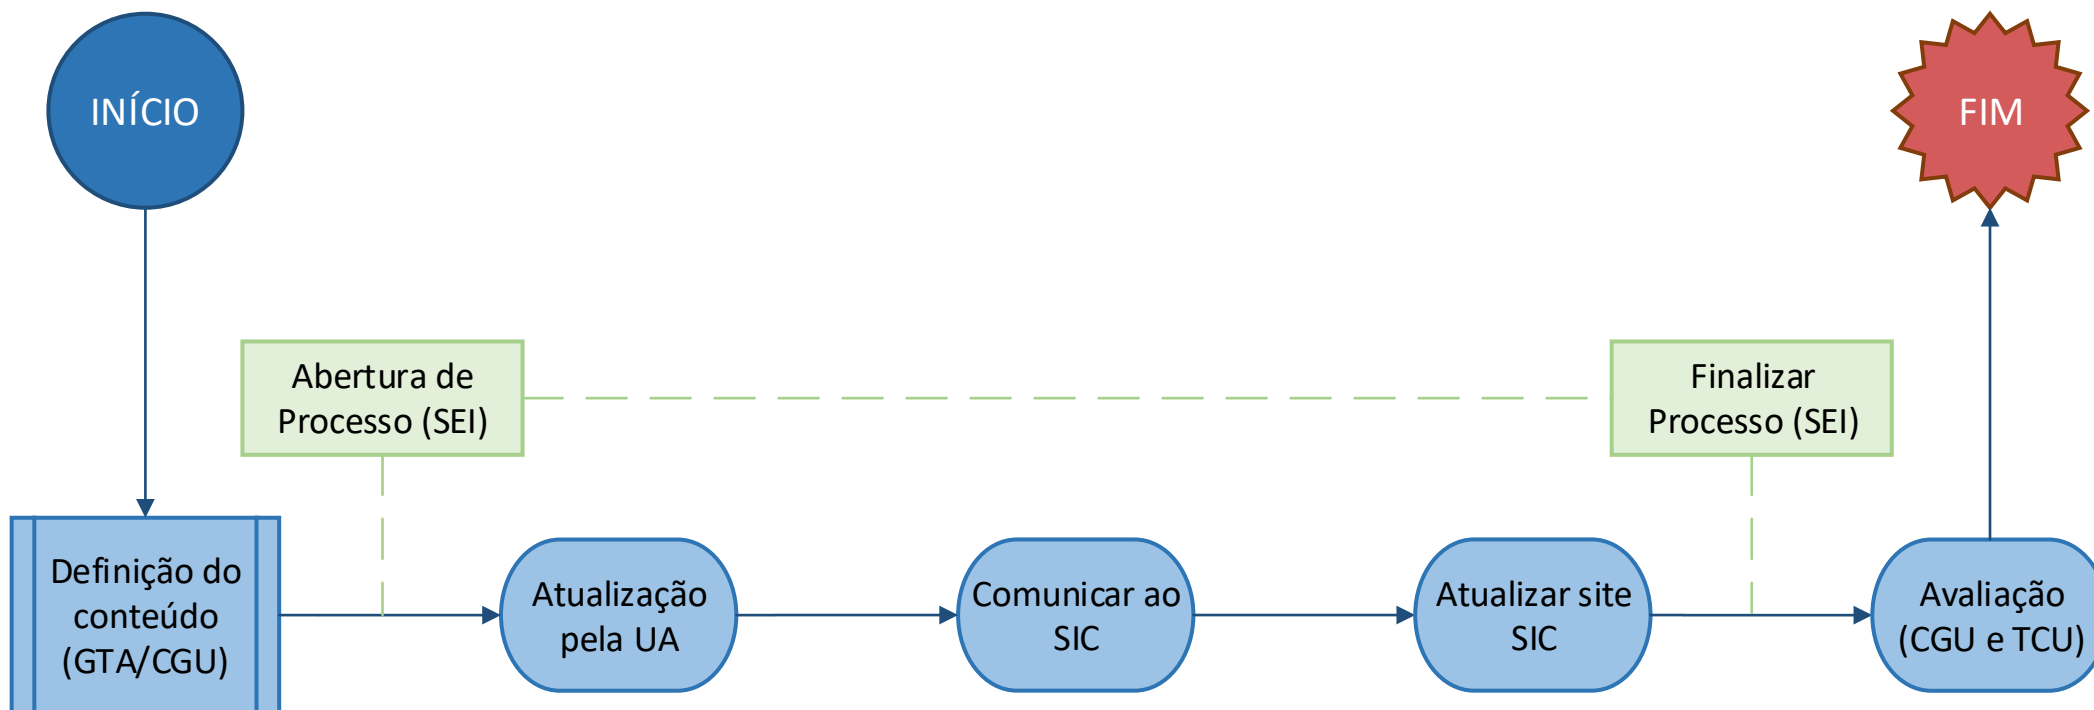 INÍCIO
FIM
Abertura de
Processo (SEI)
Finalizar
Processo (SEI)
Definição do
conteúdo
(GTA/CGU)
Atualização
pela UA
Comunicar ao
SIC
Atualizar site
SIC
Avaliação
(CGU e TCU)